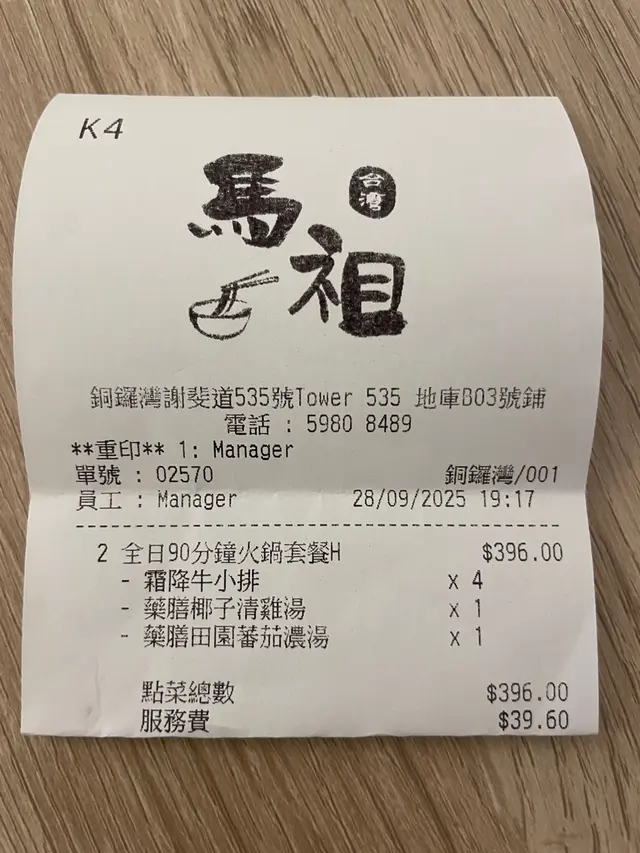 K4
馬祖
台灣
銅鑼灣謝斐道535號Tower 535 地庫B03號鋪
電話 : 5980 8489
**重印** 1: Manager
單號 : 02570 銅鑼灣/001
員工 : Manager 28/09/2025 19:17
2 全日90分鐘火鍋套餐H $396.00
- 霜降牛小排 x 4
- 藥膳椰子清雞湯 x 1
- 藥膳田園蕃茄濃湯 x 1
點菜總數 $396.00
服務費 $39.60